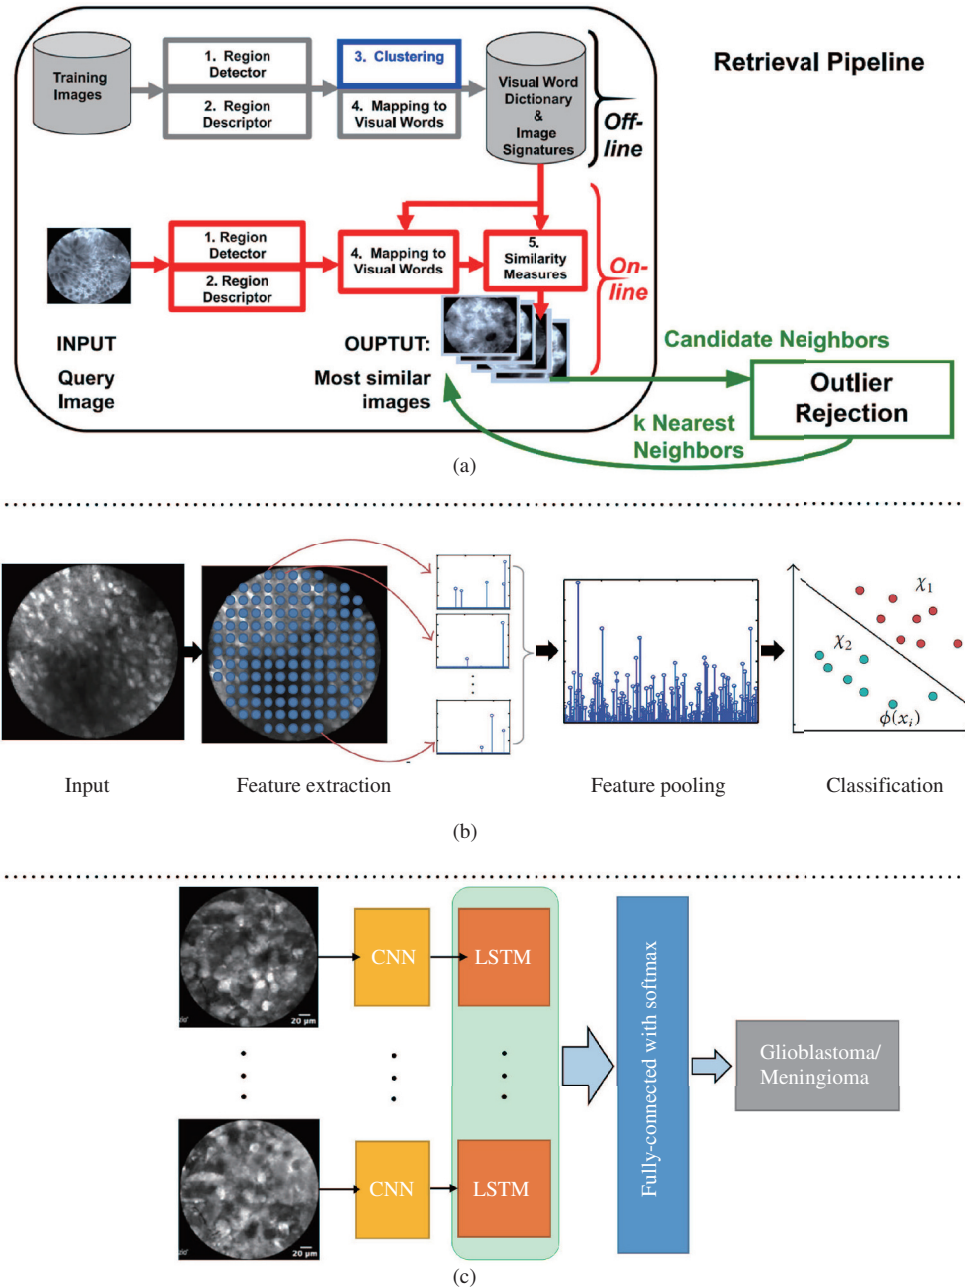 Retrieval Pipeline
Training
Images
1. Region
Detector
2. Region
Descriptor
3. Clustering
4. Mapping to
Visual Words
Visual Word
Dictionary
&
Image
Signatures
Off-
line
1. Region
Detector
2. Region
Descriptor
4. Mapping to
Visual Words
5.
Similarity
Measures
On-
line
INPUT
Query
Image
OUPTUT:
Most similar
images
Candidate Neighbors
Outlier
Rejection
k Nearest
Neighbors
(a)
χ1
χ2
ϕ(xi)
Input
Feature extraction
Feature pooling
Classification
(b)
CNN
LSTM
20 µm
Fully-connected with softmax
Glioblastoma/
Meningioma
CNN
LSTM
20 µm
(c)